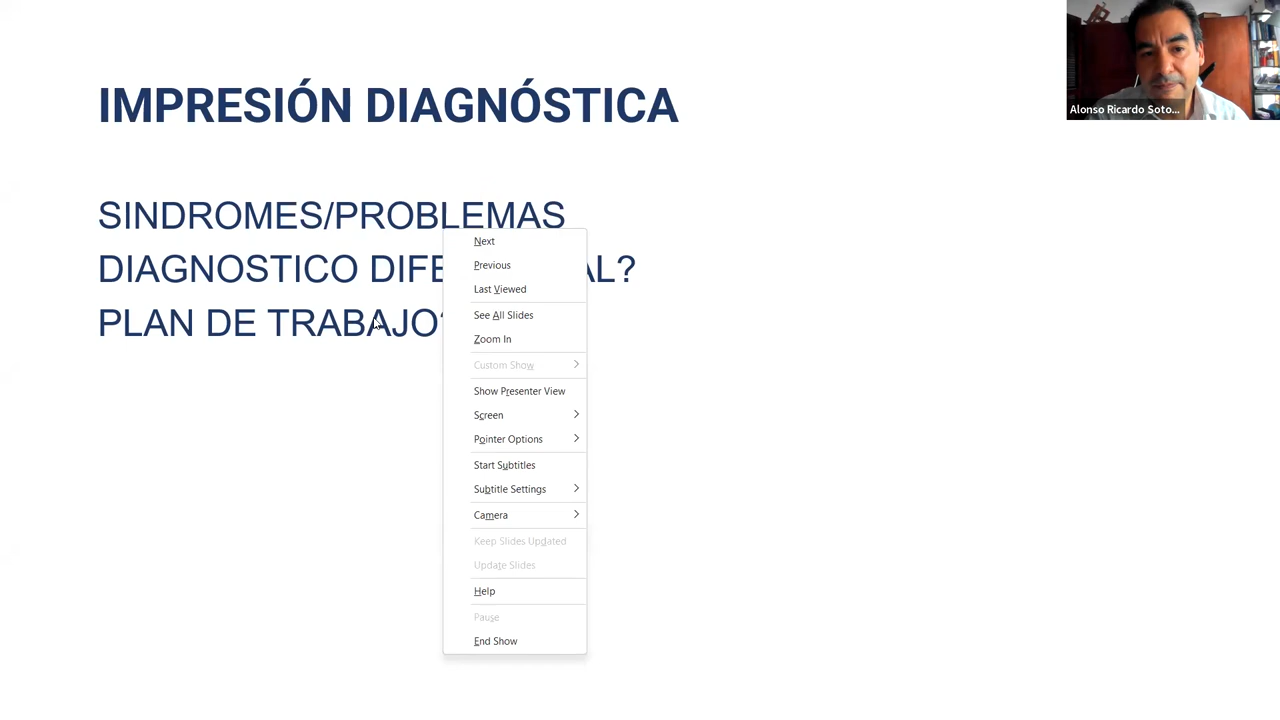 IMPRESIÓN DIAGNÓSTICA
Alonso Ricardo Soto...
SINDROMES/PROBLEMAS
DIAGNOSTICO DIFE AL?
PLAN DE TRABAJO
Next
Previous
Last Viewed
See All Slides
Zoom In
Custom Show
Show Presenter View
Screen
Pointer Options
Start Subtitles
Subtitle Settings
Camera
Keep Slides Updated
Update Slides
Help
Pause
End Show